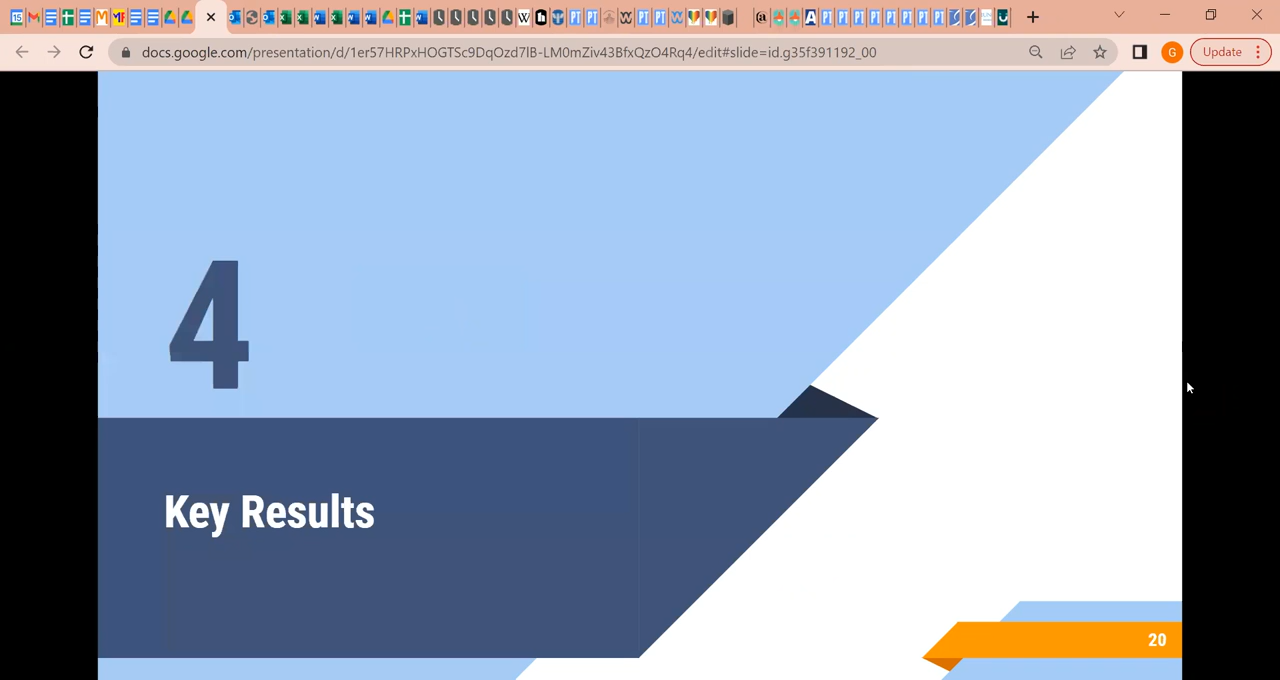 docs.google.com/presentation/d/1er57HRPxHOGTSc9DqOzd7lB-LM0mZiv43BfxQzO4Rq4/edit#slide=id.g35f391192_00
G
Update
4
Key Results
20